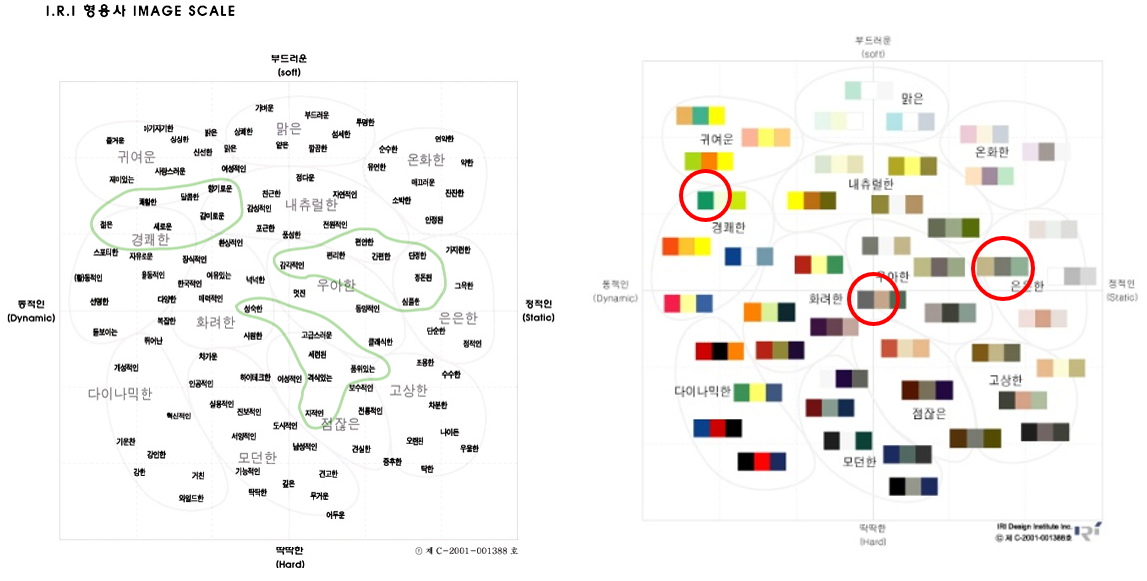 I.R.I 형용사 IMAGE SCALE
부드러운
(soft)
가벼운
부드러운
투명한
아기자기한
맑은
상쾌한
맑은
섬세한
즐거운
싱싱한
연약한
신선한
맑은
얕은
깔끔한
순수한
귀여운
온화한
약한
사랑스러운
여성적인
유연한
재미있는
정다운
매끄러운
향기로운
달콤한
친근한
자연적인
잔잔한
쾌활한
내츄럴한
소박한
감성적인
감미로운
안정된
젊은
새로운
포근한
전원적인
풍성한
경쾌한
환상적인
편안한
스포티한
자유로운
장식적인
편리한
간편한
단정한
가지런한
감각적인
(활)동적인
율동적인
여유있는
넉넉한
정돈된
한국적인
우아한
그윽한
멋진
선명한
다양한
매력적인
심플한
성숙한
동양적인
동적인
(Dynamic)
정적인
(Static)
복잡한
화려한
은은한
돋보이는
시원한
고급스러운
단순한
튀어난
클래식한
정적인
차가운
세련된
조용한
개성적인
품위있는
수수한
인공적인
하이테크한
이성적인
격식있는
보수적인
다이나믹한
고상한
실용적인
차분한
혁신적인
진보적인
지적인
전통적인
도시적인
점잖은
나이든
기운찬
서양적인
오랜된
남성적인
견실한
우울한
강인한
모던한
중후한
탁한
강한
기능적인
견고한
거친
깊은
딱딱한
무거운
와일드한
어두운
딱딱한
(Hard)
ⓒ 제 C-2001-001388 호
부드러운
(soft)
맑은
귀여운
온화한
내츄럴한
경쾌한
우아한
은은한
동적인
(Dynamic)
정적인
(Static)
화려한
고상한
다이나믹한
점잖은
모던한
딱딱한
(Hard)
IRI Design Institute Inc.
ⓒ 제 C-2001-001388호
IRI